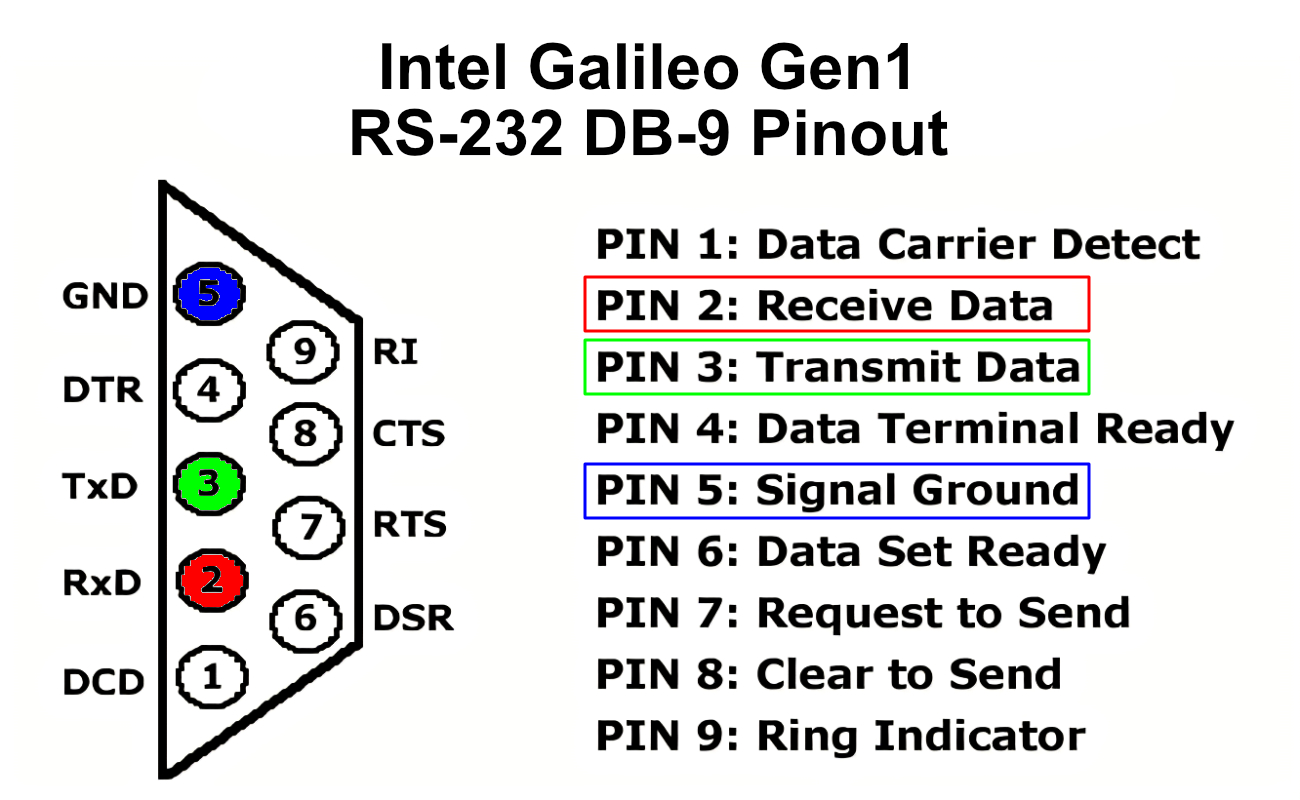 Intel Galileo Gen1
RS-232 DB-9 Pinout
GND
5
9
RI
DTR
4
8
CTS
TxD
3
7
RTS
RxD
2
6
DSR
DCD
1
PIN 1: Data Carrier Detect
PIN 2: Receive Data
PIN 3: Transmit Data
PIN 4: Data Terminal Ready
PIN 5: Signal Ground
PIN 6: Data Set Ready
PIN 7: Request to Send
PIN 8: Clear to Send
PIN 9: Ring Indicator